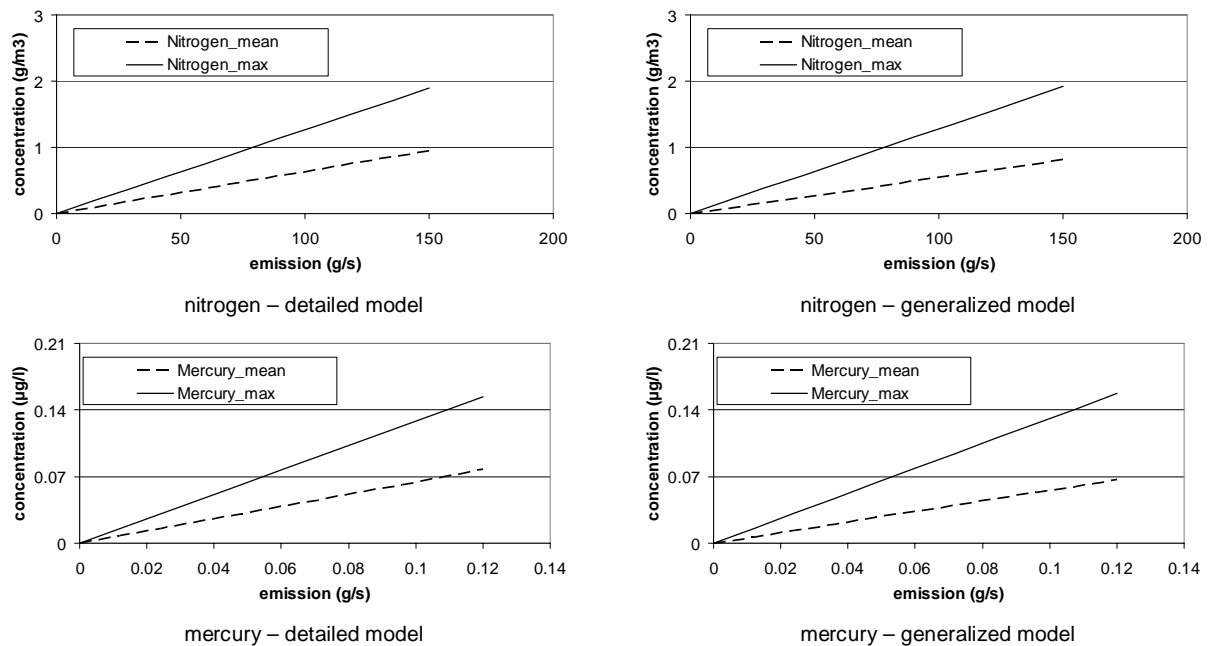 3
2
1
0
concentration (g/m3)
Nitrogen_mean
Nitrogen_max
0 50 100 150 200
emission (g/s)
nitrogen – detailed model
3
2
1
0
concentration (g/m3)
Nitrogen_mean
Nitrogen_max
0 50 100 150 200
emission (g/s)
nitrogen – generalized model
0.21
0.14
0.07
0
concentration (µg/l)
Mercury_mean
Mercury_max
0 0.02 0.04 0.06 0.08 0.1 0.12 0.14
emission (g/s)
mercury – detailed model
0.21
0.14
0.07
0
concentration (µg/l)
Mercury_mean
Mercury_max
0 0.02 0.04 0.06 0.08 0.1 0.12 0.14
emission (g/s)
mercury – generalized model